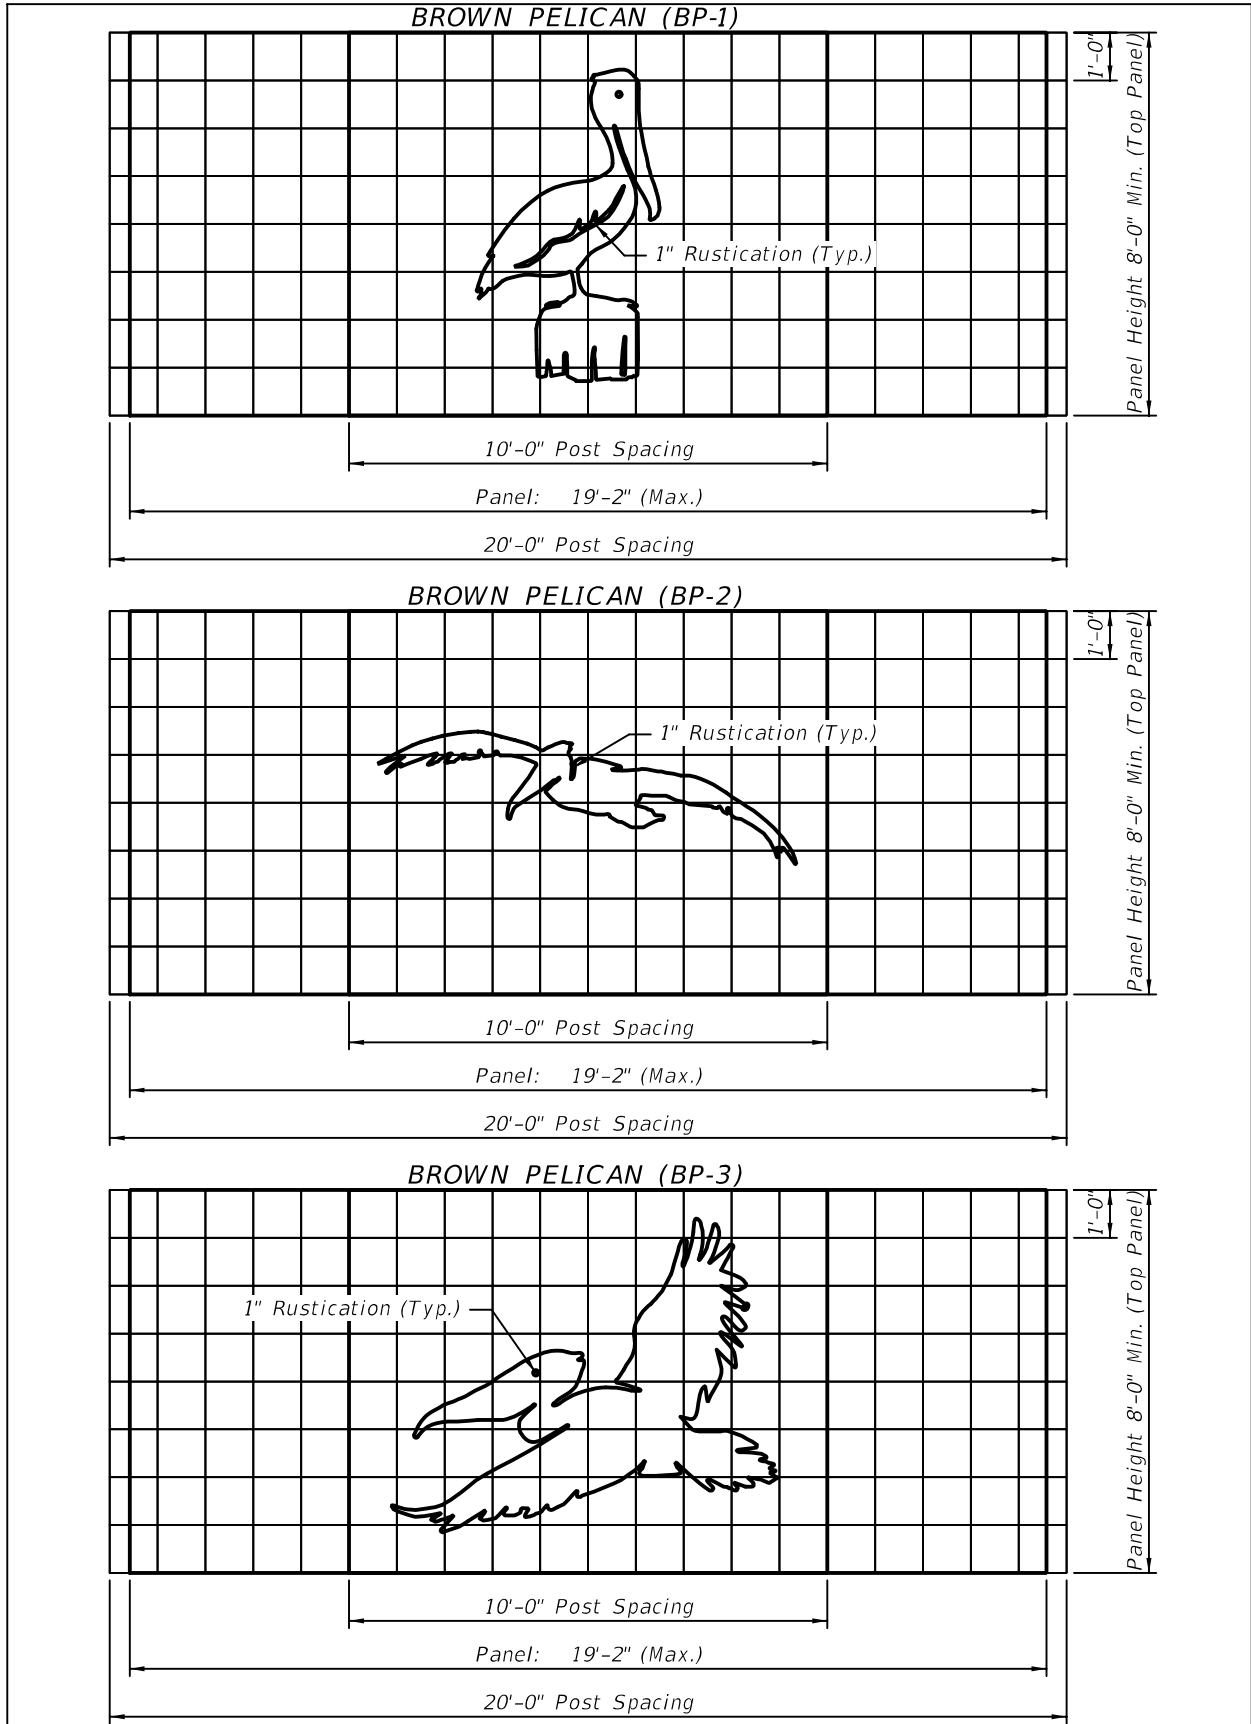 BROWN PELICAN (BP-1)
1'-0"
Panel Height 8'-0" Min. (Top Panel)
1" Rustication (Typ.)
10'-0" Post Spacing
Panel: 19'-2" (Max.)
20'-0" Post Spacing
BROWN PELICAN (BP-2)
1'-0"
Panel Height 8'-0" Min. (Top Panel)
1" Rustication (Typ.)
10'-0" Post Spacing
Panel: 19'-2" (Max.)
20'-0" Post Spacing
BROWN PELICAN (BP-3)
1'-0"
Panel Height 8'-0" Min. (Top Panel)
1" Rustication (Typ.)
10'-0" Post Spacing
Panel: 19'-2" (Max.)
20'-0" Post Spacing